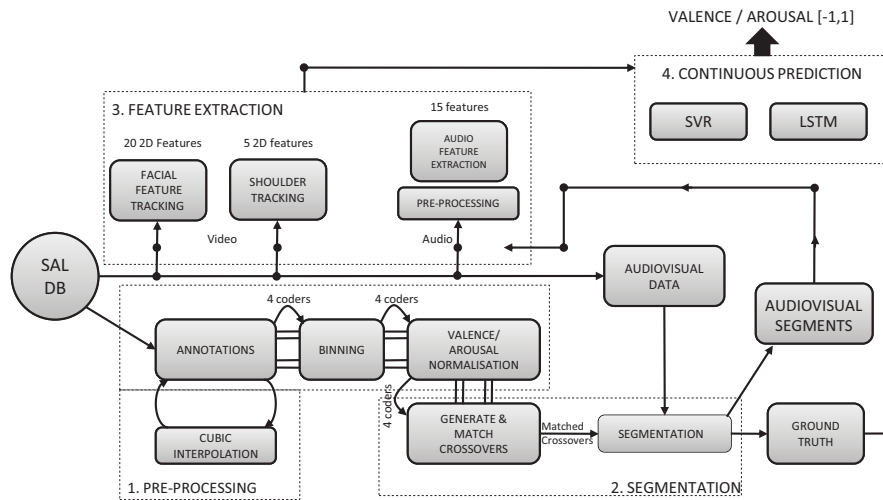 VALENCE / AROUSAL [-1,1]
4. CONTINUOUS PREDICTION
SVR
LSTM
3. FEATURE EXTRACTION
15 features
20 2D Features
5 2D features
AUDIO
FEATURE
EXTRACTION
FACIAL
FEATURE
TRACKING
SHOULDER
TRACKING
PRE-PROCESSING
Video
Audio
SAL
DB
AUDIOVISUAL
DATA
AUDIOVISUAL
SEGMENTS
4 coders
4 coders
ANNOTATIONS
BINNING
VALENCE/
AROUSAL
NORMALISATION
4 coders
CUBIC
INTERPOLATION
GENERATE &
MATCH
CROSSOVERS
Matched
Crossovers
SEGMENTATION
GROUND
TRUTH
1. PRE-PROCESSING
2. SEGMENTATION